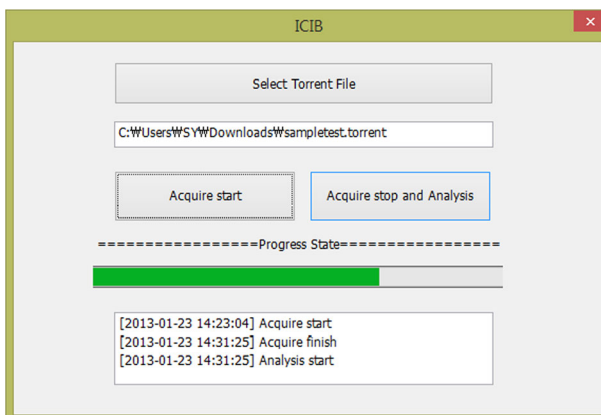 ICIB
Select Torrent File
C:₩Users₩SY₩Downloads₩sampletest.torrent
Acquire start
Acquire stop and Analysis
=================Progress State=================
[2013-01-23 14:23:04] Acquire start
[2013-01-23 14:31:25] Acquire finish
[2013-01-23 14:31:25] Analysis start